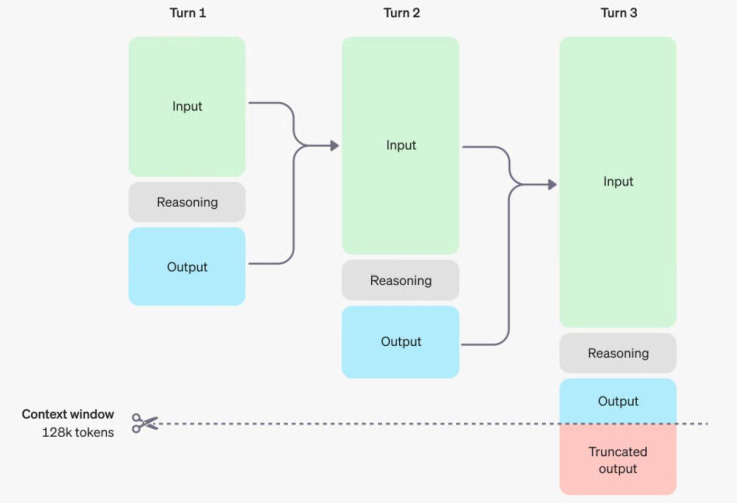 Turn 1
Turn 2
Turn 3
Input
Input
Input
Reasoning
Output
Reasoning
Output
Reasoning
Output
Context window
128k tokens
Truncated
output